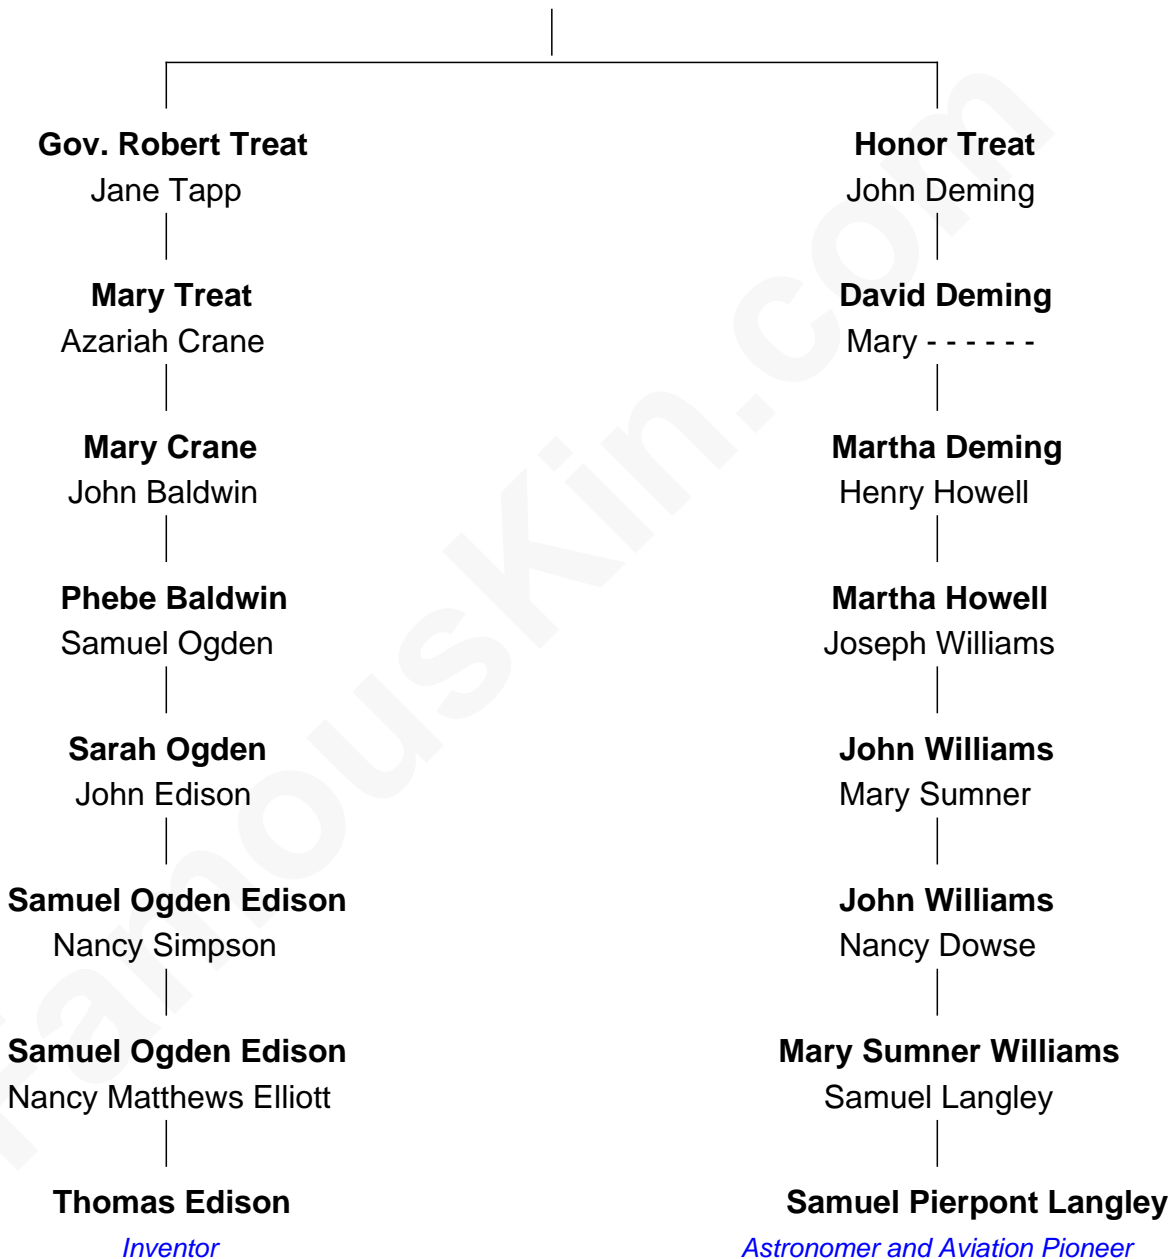 Gov. Robert Treat
Jane Tapp
Mary Treat
Azariah Crane
Mary Crane
John Baldwin
Phebe Baldwin
Samuel Ogden
Sarah Ogden
John Edison
Samuel Ogden Edison
Nancy Simpson
Samuel Ogden Edison
Nancy Matthews Elliott
Thomas Edison
Inventor
Honor Treat
John Deming
David Deming
Mary - - - - - -
Martha Deming
Henry Howell
Martha Howell
Joseph Williams
John Williams
Mary Sumner
John Williams
Nancy Dowse
Mary Sumner Williams
Samuel Langley
Samuel Pierpont Langley
Astronomer and Aviation Pioneer
FamousKin.com